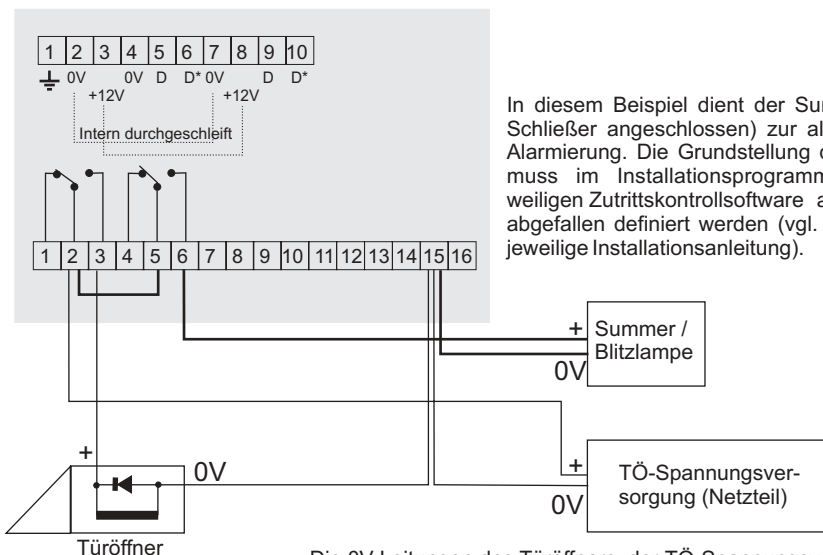 1 2 3 4 5 6 7 8 9 10
0V 0V D D* 0V D D*
+12V +12V
Intern durchgeschleift
In diesem Beispiel dient der
Schließer angeschlossen) zur
Alarmierung. Die Grundstellung
muss im Installationsprogramm
weiligen Zutrittskontrollsoftware
abgefallen definiert werden (vgl.
jeweilige Installationsanleitung).
1 2 3 4 5 6 7 8 9 10 11 12 13 14 15 16
+ Summer /
0V Blitzlampe
+ 0V
Türöffner
+ TÖ-Spannungsver-
0V sorgung (Netzteil)